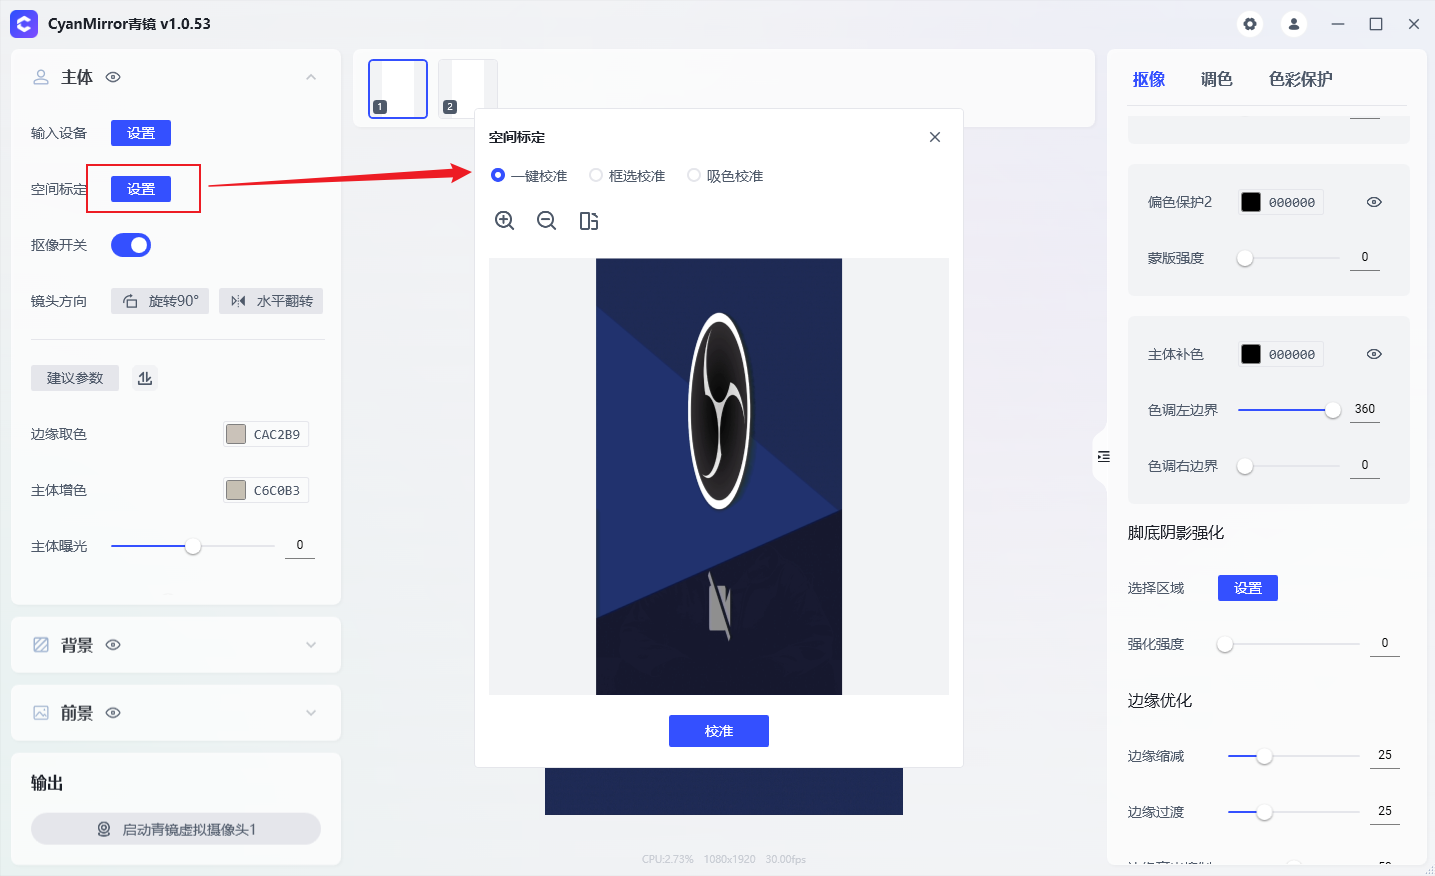 CyanMirror青镜 v1.0.53
主体
输入设备 设置
空间标定 设置
抠像开关
镜头方向 旋转90° 水平翻转
建议参数
边缘取色 CAC2B9
主体增色 C6C0B3
主体曝光 0
背景
前景
输出
启动青镜虚拟摄像头1
1 2
空间标定
一键校准 框选校准 吸色校准
校准
CPU:2.73% 1080x1920 30.00fps
抠像 调色 色彩保护
偏色保护2 000000
蒙版强度 0
主体补色 000000
色调左边界 360
色调右边界 0
脚底阴影强化
选择区域 设置
强化强度 0
边缘优化
边缘缩减 25
边缘过渡 25